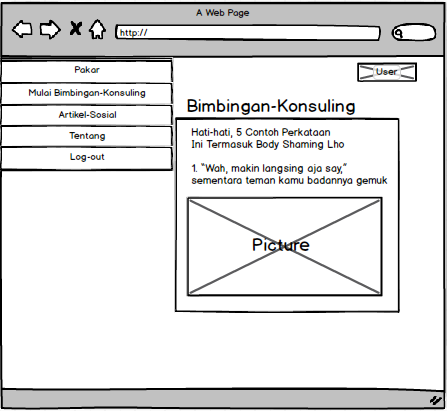 A Web Page
http://
Pakar
Mulai Bimbingan-Konsuling
Artikel-Sosial
Tentang
Log-out
User
Bimbingan-Konsuling
Hati-hati, 5 Contoh Perkataan
Ini Termasuk Body Shaming Lho
1. "Wah, makin langsing aja say,"
sementara teman kamu badannya gemuk
Picture